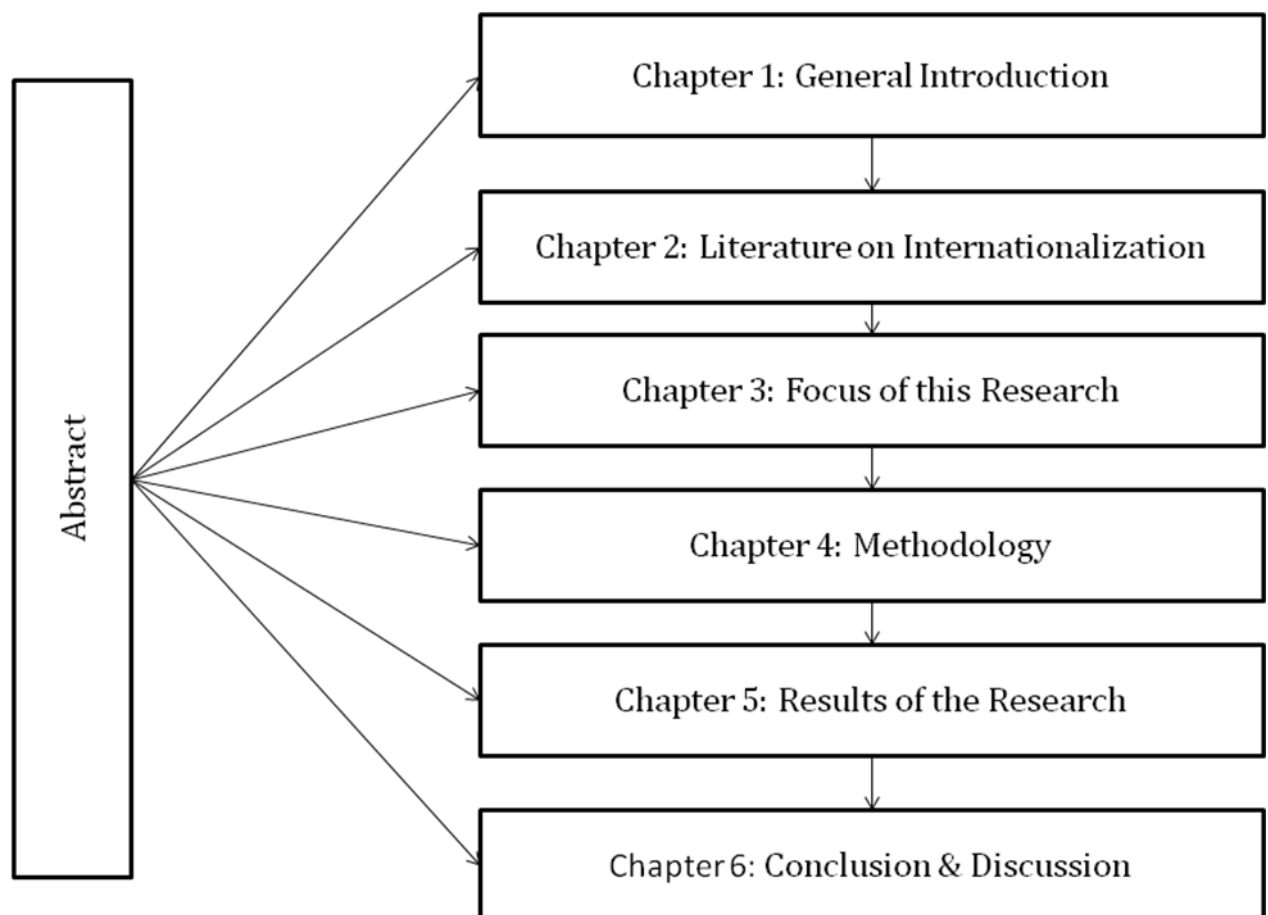 Abstract
Chapter 1: General Introduction
Chapter 2: Literature on Internationalization
Chapter 3: Focus of this Research
Chapter 4: Methodology
Chapter 5: Results of the Research
Chapter 6: Conclusion & Discussion